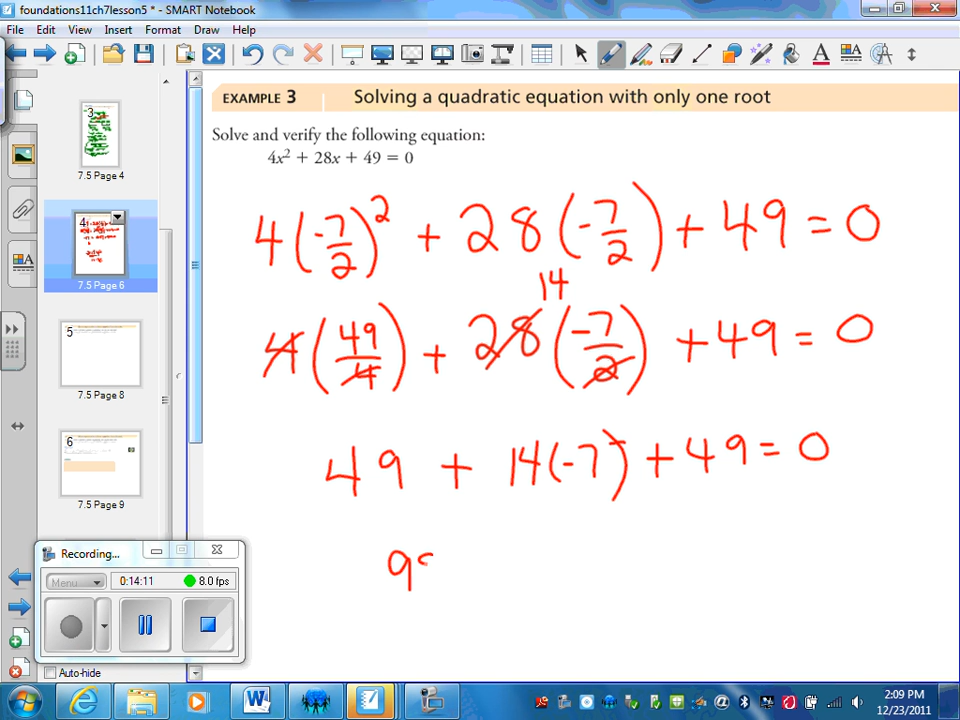 foundations11ch7lesson5 * - SMART Notebook
File Edit View Insert Format Draw Help
EXAMPLE 3 Solving a quadratic equation with only one root
Solve and verify the following equation:
4x² + 28x + 49 = 0
4(-7/2)² + 28(-7/2) + 49 = 0
14
4(49/4) + 28(-7/2) + 49 = 0
49 + 14(-7) + 49 = 0
9
7.5 Page 4
4
7.5 Page 6
5
7.5 Page 8
6
7.5 Page 9
Recording...
Menu 0:14:11 8.0 fps
Auto-hide
2:09 PM
12/23/2011